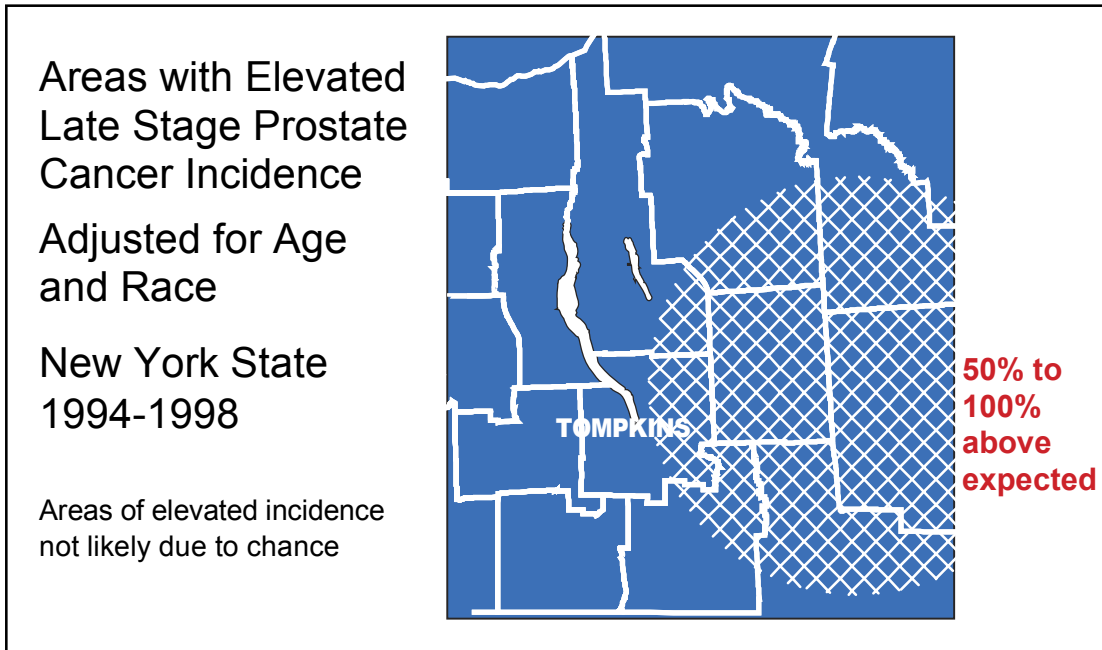 Areas with Elevated
Late Stage Prostate
Cancer Incidence
Adjusted for Age
and Race
New York State
1994-1998
Areas of elevated incidence
not likely due to chance
TOMPKINS
50% to
100%
above
expected